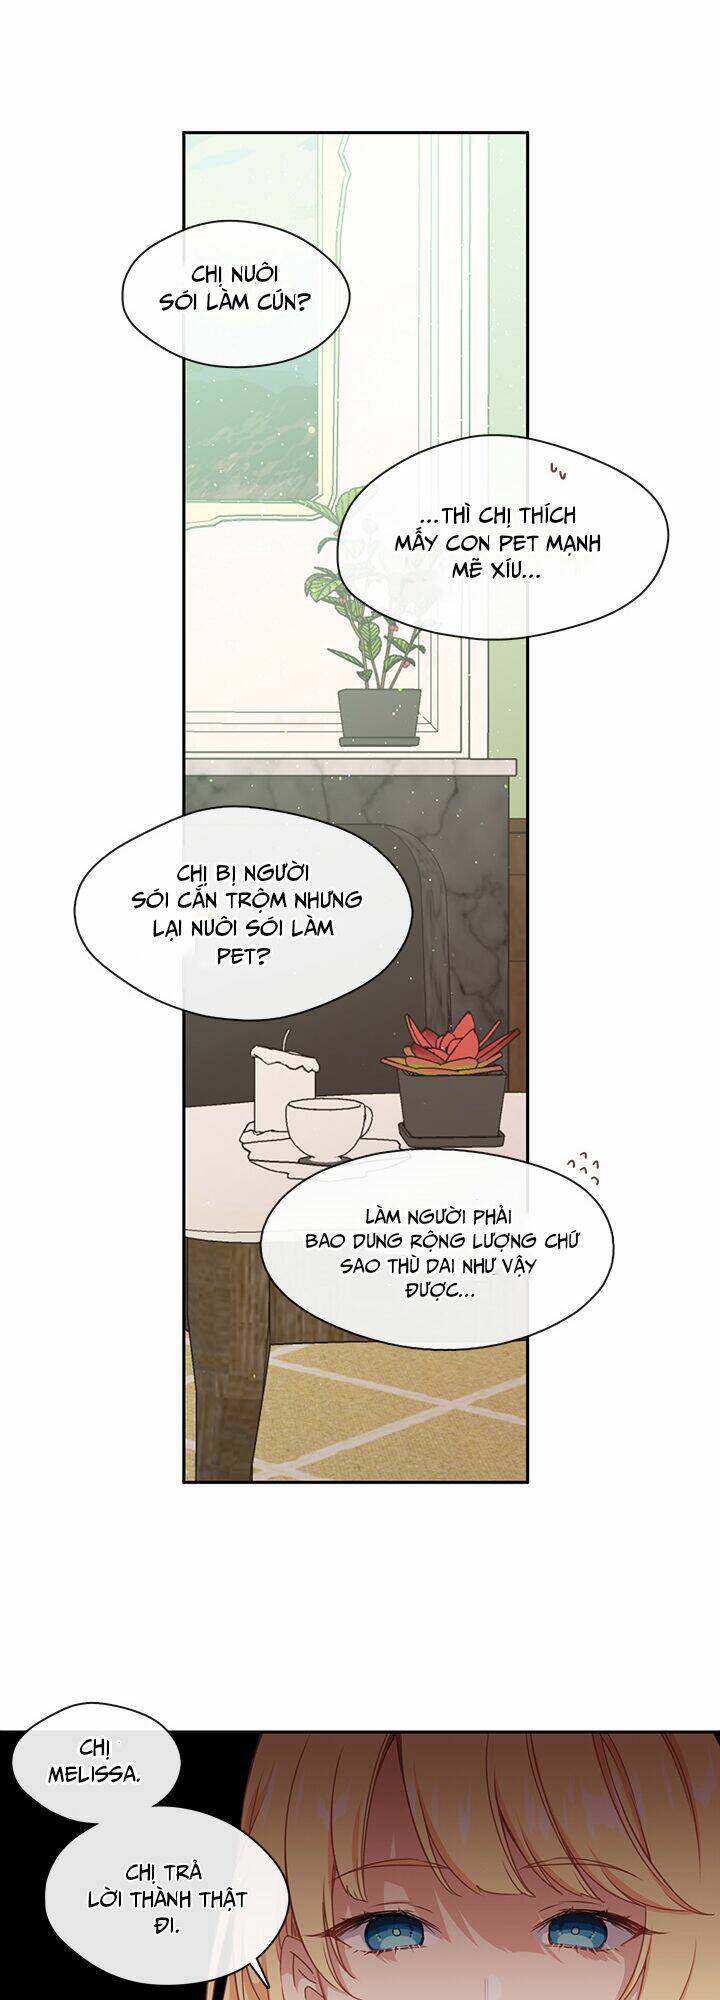 CHỊ NUÔI
SÓI LÀM CÚN?
...THÌ CHỊ THÍCH
MẤY CON PET MẠNH
MẼ XÍU...
CHỊ BỊ NGƯỜI
SÓI CẮN TRỘM NHƯNG
LẠI NUÔI SÓI LÀM
PET?
LÀM NGƯỜI PHẢI
BAO DUNG RỘNG LƯỢNG CHỨ
SAO THÙ DAI NHƯ VẬY
ĐƯỢC...
CHỊ
MELISSA.
CHỊ TRẢ
LỜI THÀNH THẬT
ĐI.